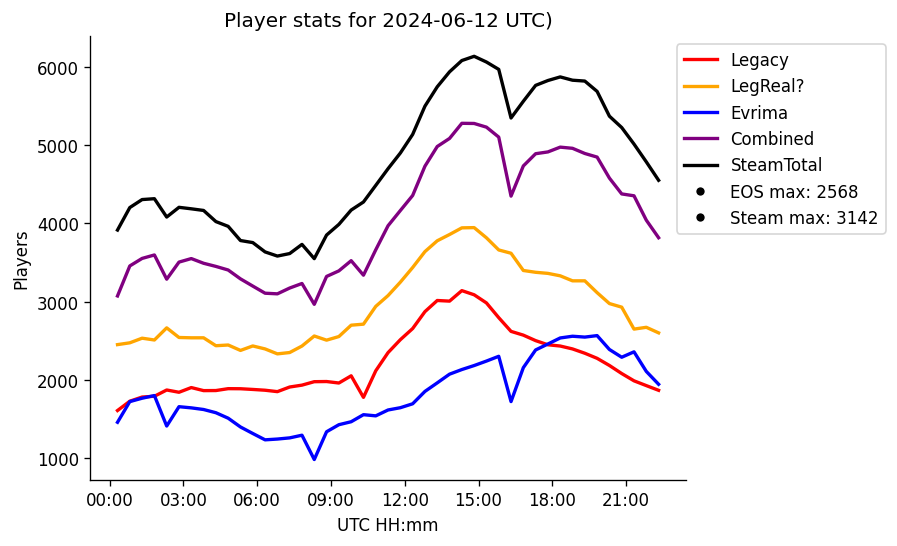 Player stats for 2024-06-12 UTC)
Legacy
LegReal?
Evrima
Combined
SteamTotal
EOS max: 2568
Steam max: 3142
Players
6000
5000
4000
3000
2000
1000
00:00 03:00 06:00 09:00 12:00 15:00 18:00 21:00
UTC HH:mm